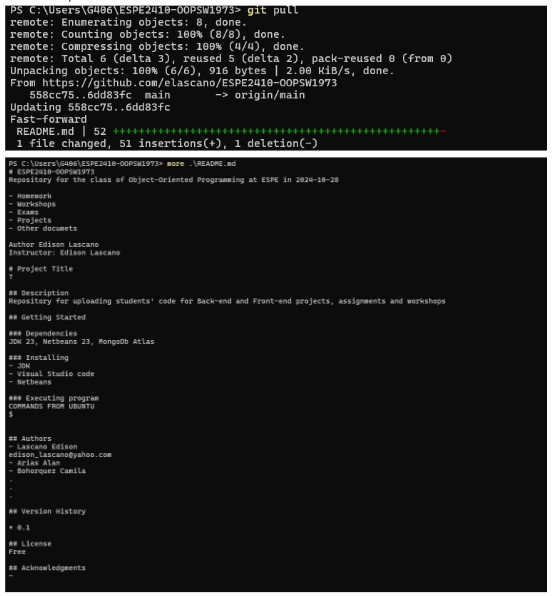 PS C:\Users\G406\ESPE2410-OOPSW1973> git pull
remote: Enumerating objects: 8, done.
remote: Counting objects: 100% (8/8), done.
remote: Compressing objects: 100% (4/4), done.
remote: Total 6 (delta 3), reused 5 (delta 2), pack-reused 0 (from 0)
Unpacking objects: 100% (6/6), 916 bytes | 2.00 KiB/s, done.
From https://github.com/elascano/ESPE2410-OOPSW1973
   558cc75..6dd83fc  main       -> origin/main
Updating 558cc75..6dd83fc
Fast-forward
 README.md | 52 +++++++++++++++++++++++++++++++++++++++++++++++++++-
 1 file changed, 51 insertions(+), 1 deletion(-)
PS C:\Users\G406\ESPE2410-OOPSW1973> more .\README.md
# ESPE2410-OOPSW1973
Repository for the class of Object-Oriented Programming at ESPE in 2024-10-28
- Homework
- Workshops
- Exams
- Projects
- Other documets
Author Edison Lascano
Instructor: Edison Lascano
# Project Title
?
## Description
Repository for uploading students' code for Back-end and Front-end projects, assignments and workshops
## Getting Started
### Dependencies
JDK 23, Netbeans 23, MongoDb Atlas
### Installing
- JDK
- Visual Studio code
- Netbeans
### Executing program
COMMANDS FROM UBUNTU
$
## Authors
- Lascano Edison
edison_lascano@yahoo.com
- Arias Alan
- Bohorquez Camila
.
.
.
## Version History
* 0.1
## License
Free
## Acknowledgments
-